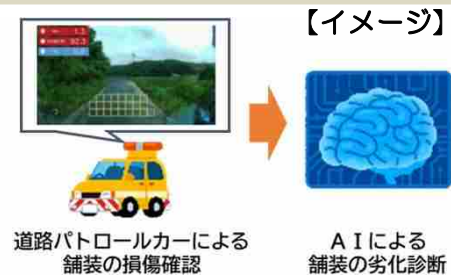 【イメージ】
道路パトロールカーによる
舗装の損傷確認
ＡＩによる
舗装の劣化診断